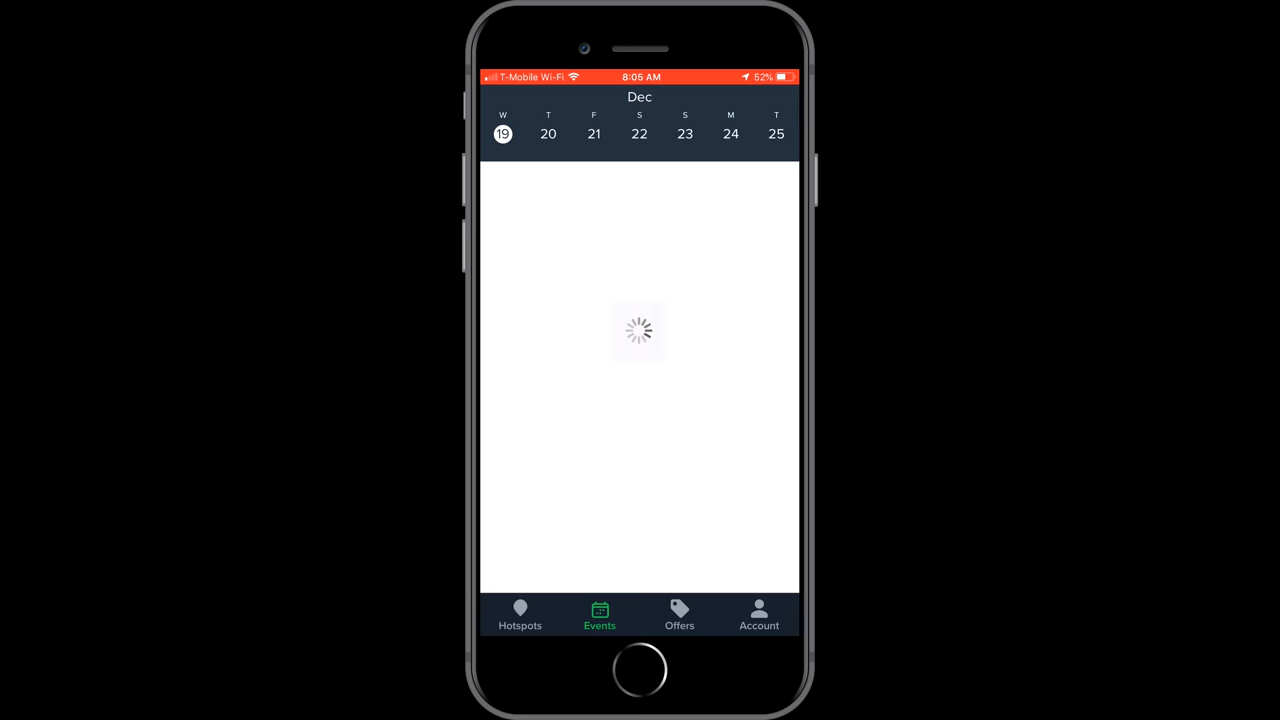 T-Mobile Wi-Fi 8:05 AM 52%
Dec
W T F S S M T
19 20 21 22 23 24 25
Hotspots Events Offers Account